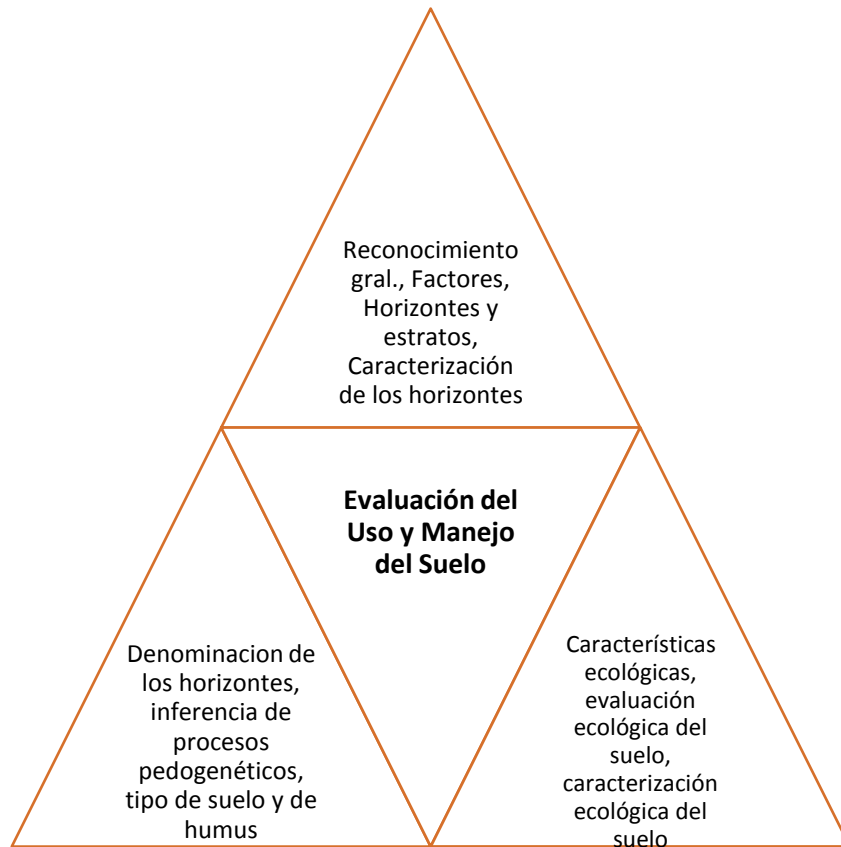 Reconocimiento
gral., Factores,
Horizontes y
estratos,
Caracterización
de los horizontes
Evaluación del
Uso y Manejo
del Suelo
Denominacion de
los horizontes,
inferencia de
procesos
pedogenéticos,
tipo de suelo y de
humus
Características
ecológicas,
evaluación
ecológica del
suelo,
caracterización
ecológica del
suelo